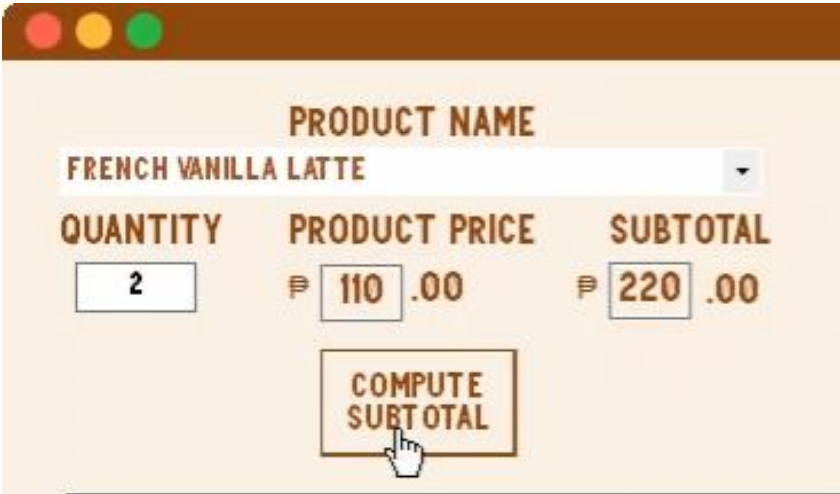 PRODUCT NAME
FRENCH VANILLA LATTE
QUANTITY PRODUCT PRICE SUBTOTAL
2 ₱ 110 .00 ₱ 220 .00
COMPUTE
SUBTOTAL